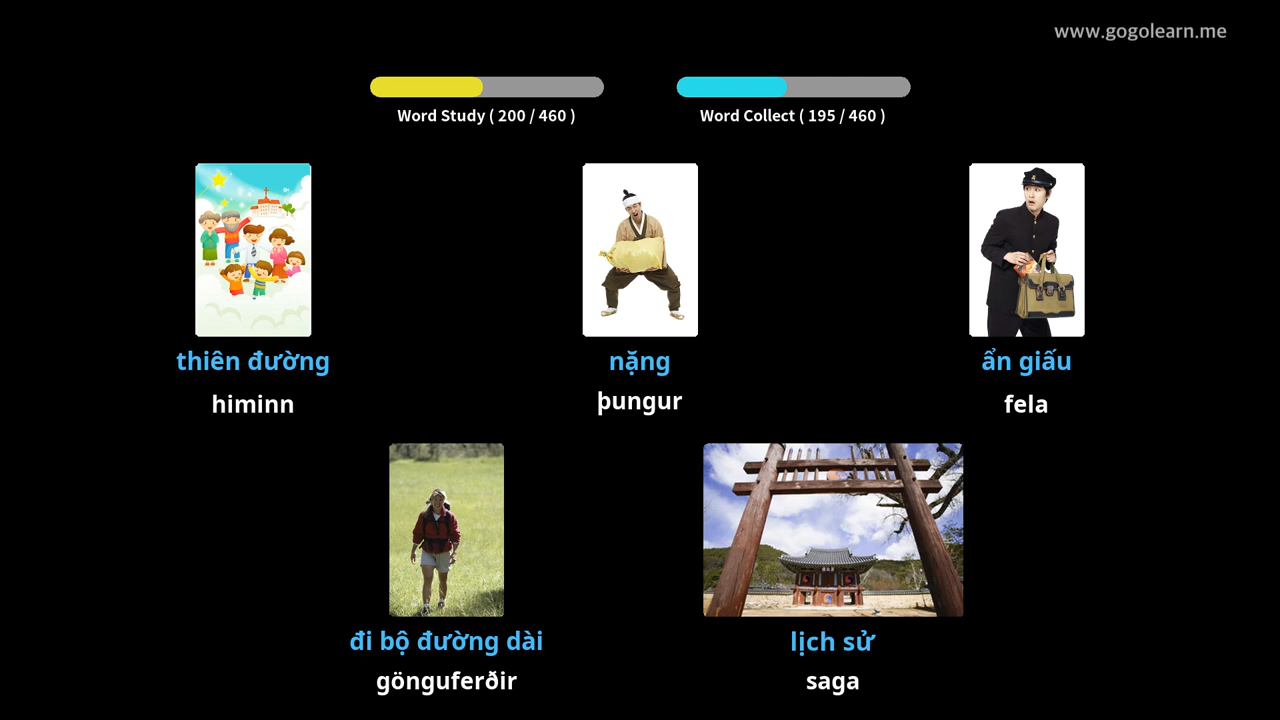 www.gogolearn.me
Word Study ( 200 / 460 )
Word Collect ( 195 / 460 )
thiên đường
himinn
nặng
þungur
ẩn giấu
fela
đi bộ đường dài
gönguferðir
lịch sử
saga